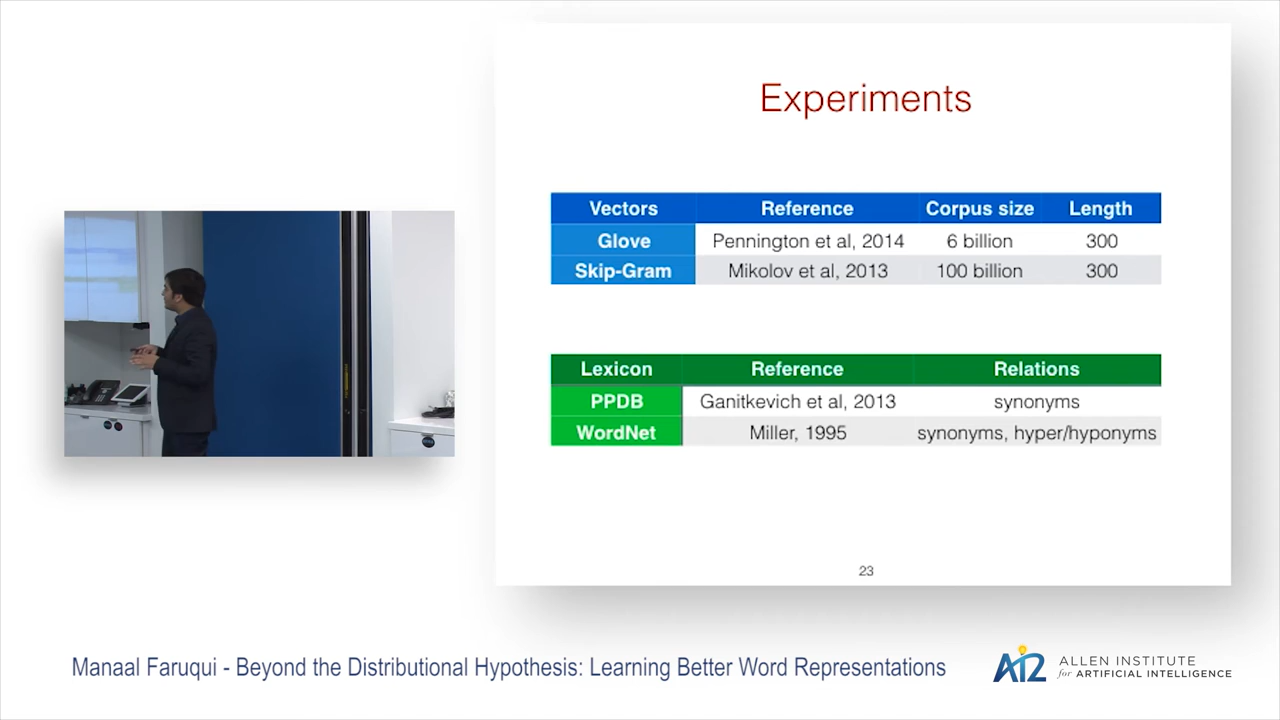 Experiments
Vectors Reference Corpus size Length
Glove Pennington et al, 2014 6 billion 300
Skip-Gram Mikolov et al, 2013 100 billion 300
Lexicon Reference Relations
PPDB Ganitkevich et al, 2013 synonyms
WordNet Miller, 1995 synonyms, hyper/hyponyms
23
Manaal Faruqui - Beyond the Distributional Hypothesis: Learning Better Word Representations
AI2 ALLEN INSTITUTE
for ARTIFICIAL INTELLIGENCE